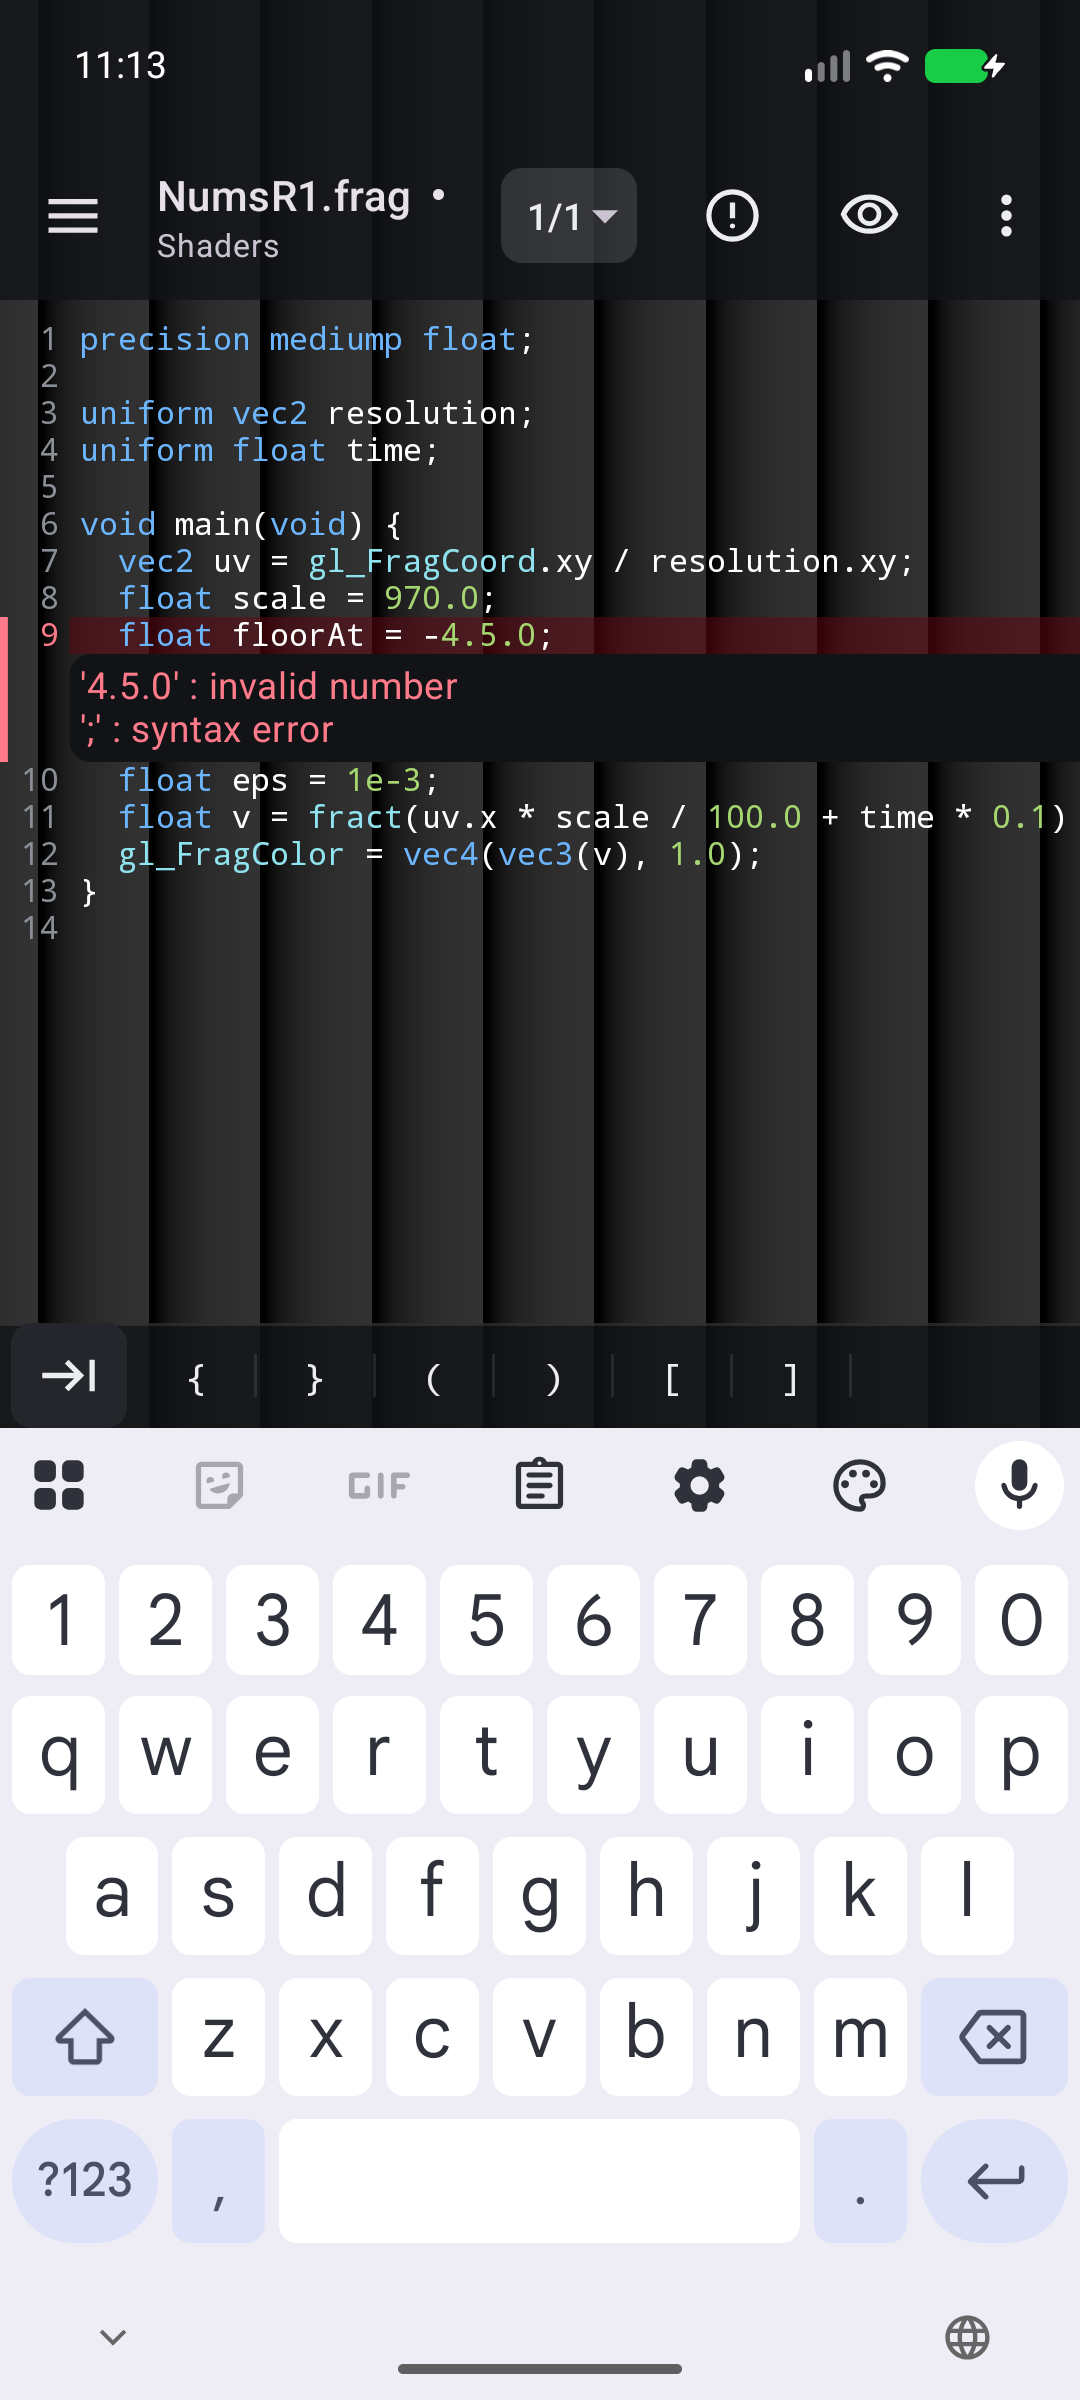 11:13
NumsR1.frag •
Shaders
1/1
1 precision mediump float;
2
3 uniform vec2 resolution;
4 uniform float time;
5
6 void main(void) {
7   vec2 uv = gl_FragCoord.xy / resolution.xy;
8   float scale = 970.0;
9   float floorAt = -4.5.0;
'4.5.0' : invalid number
';' : syntax error
10   float eps = 1e-3;
11   float v = fract(uv.x * scale / 100.0 + time * 0.1)
12   gl_FragColor = vec4(vec3(v), 1.0);
13 }
14
{ } ( ) [ ]
GIF
1 2 3 4 5 6 7 8 9 0
q w e r t y u i o p
a s d f g h j k l
z x c v b n m
?123 , .